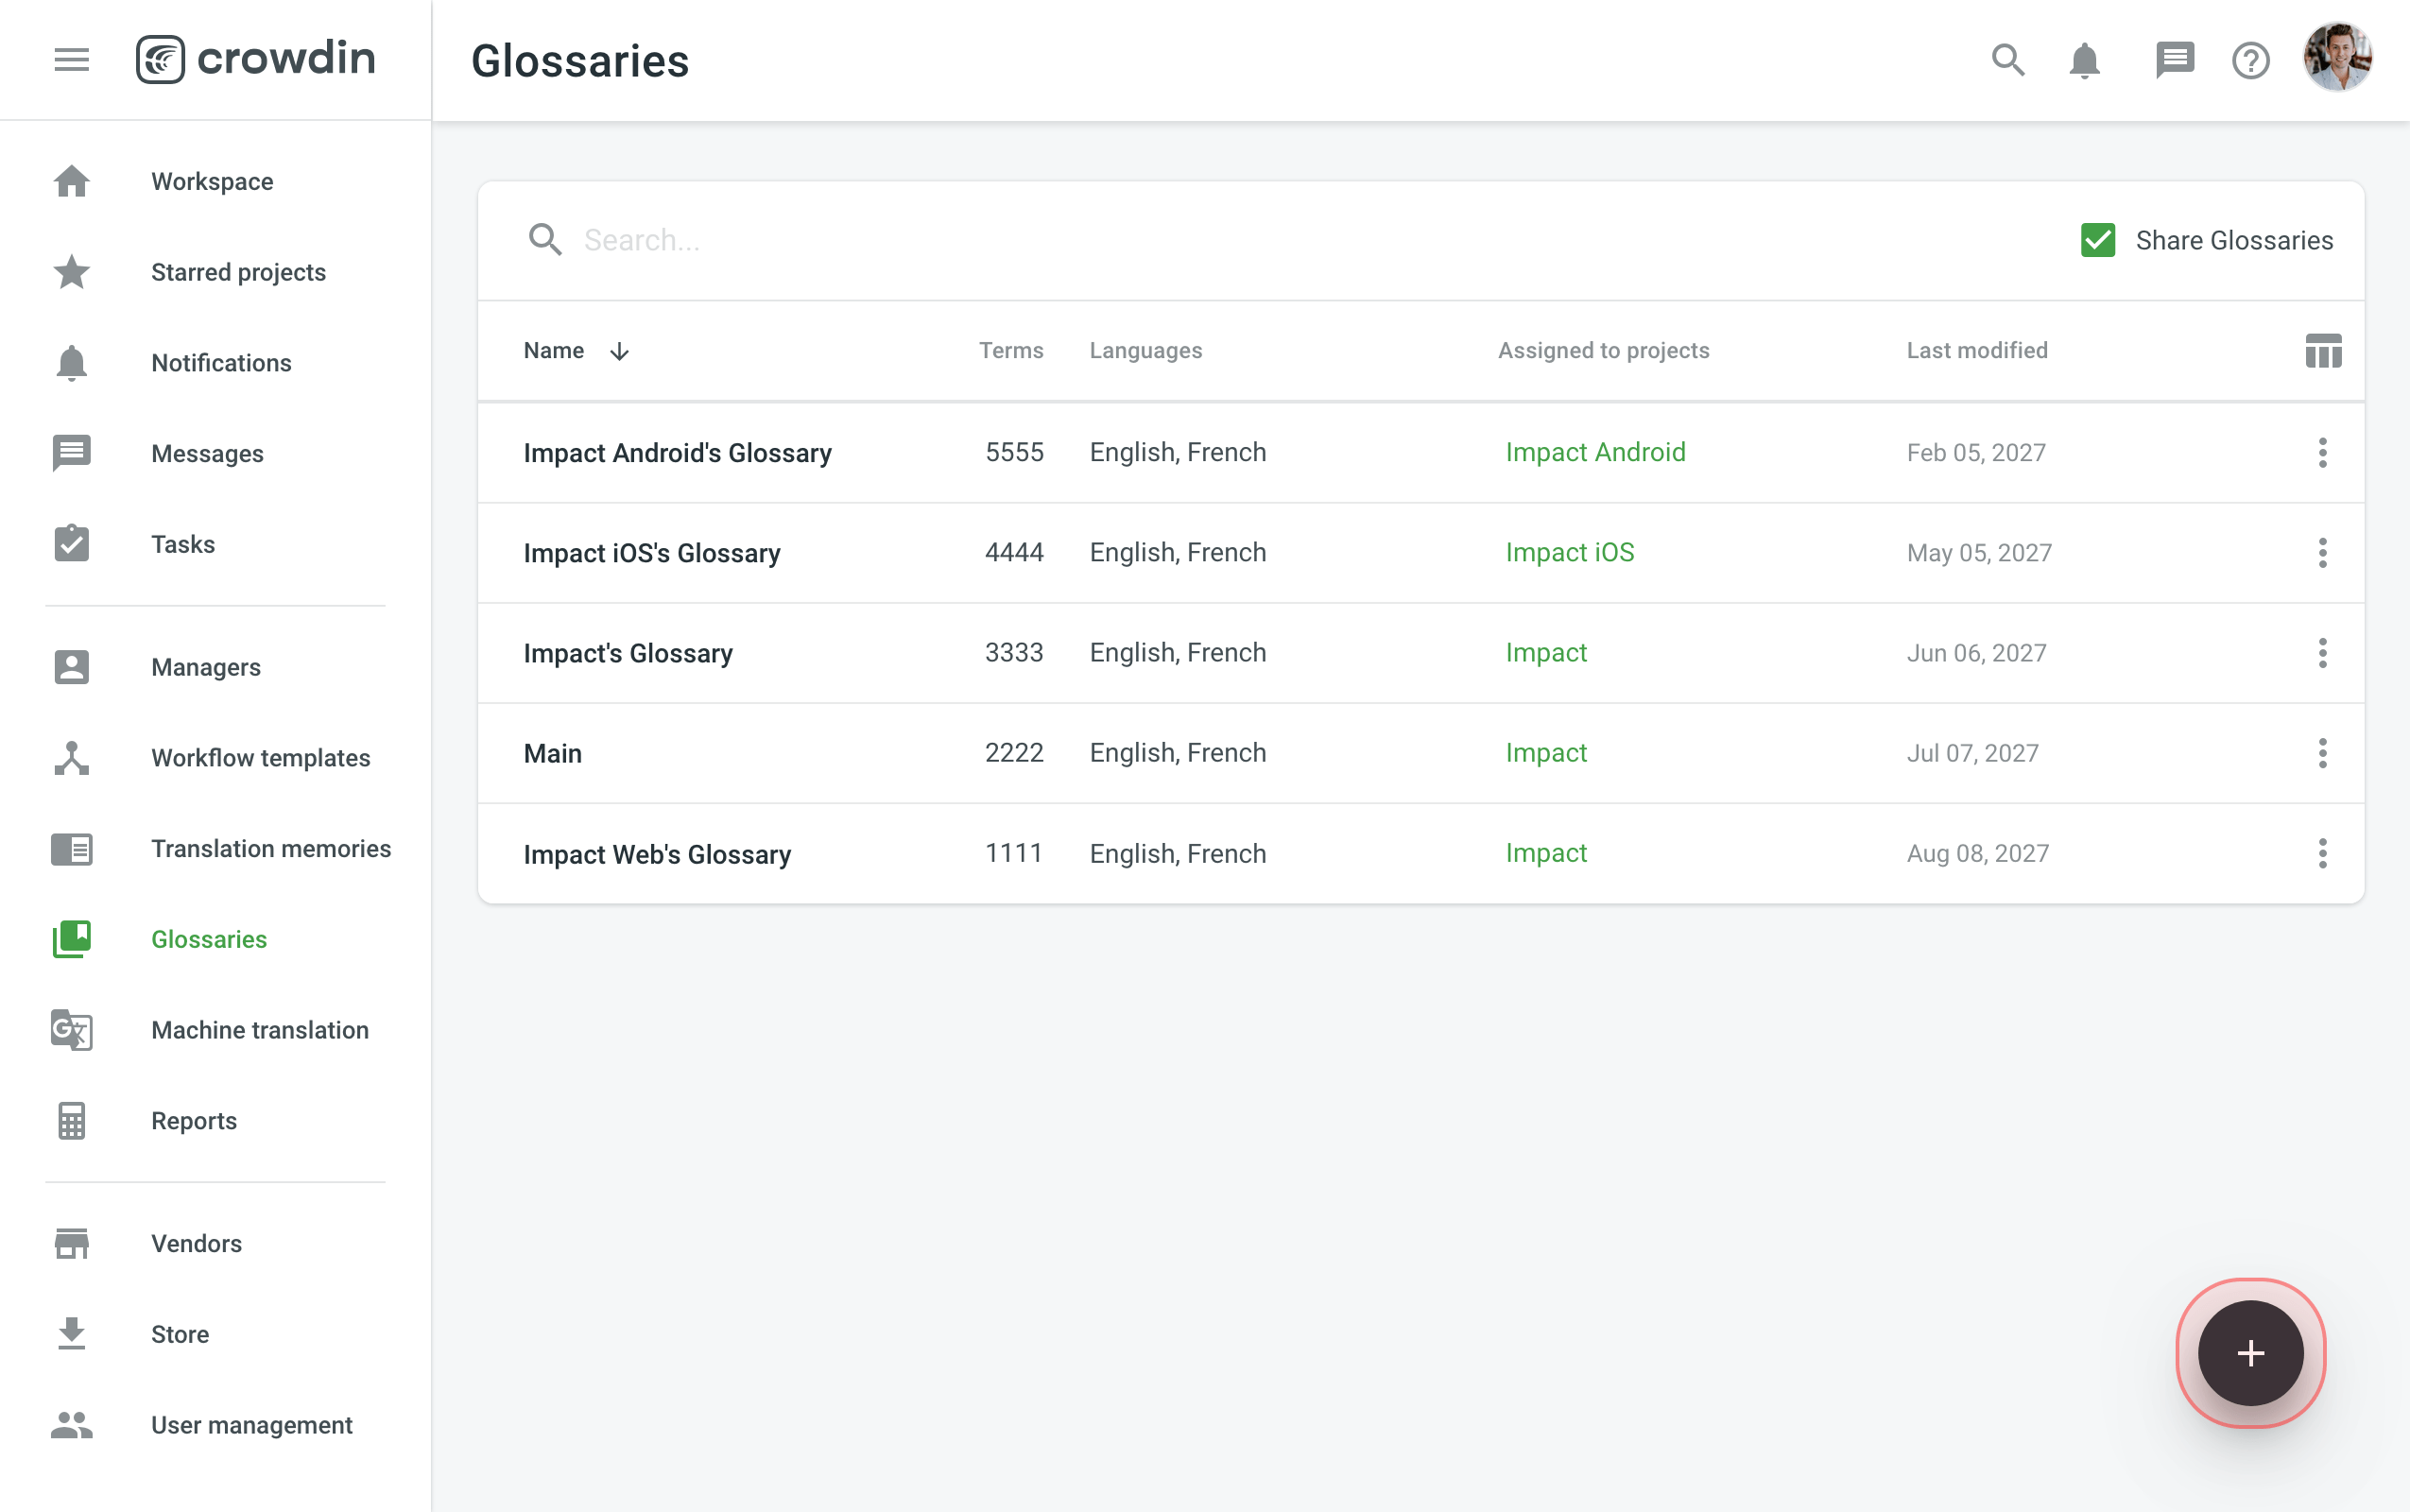 crowdin
Glossaries
Workspace
Starred projects
Notifications
Messages
Tasks
Managers
Workflow templates
Translation memories
Glossaries
Machine translation
Reports
Vendors
Store
User management
Search...
Share Glossaries
Name Terms Languages Assigned to projects Last modified
Impact Android's Glossary 5555 English, French Impact Android Feb 05, 2027
Impact iOS's Glossary 4444 English, French Impact iOS May 05, 2027
Impact's Glossary 3333 English, French Impact Jun 06, 2027
Main 2222 English, French Impact Jul 07, 2027
Impact Web's Glossary 1111 English, French Impact Aug 08, 2027